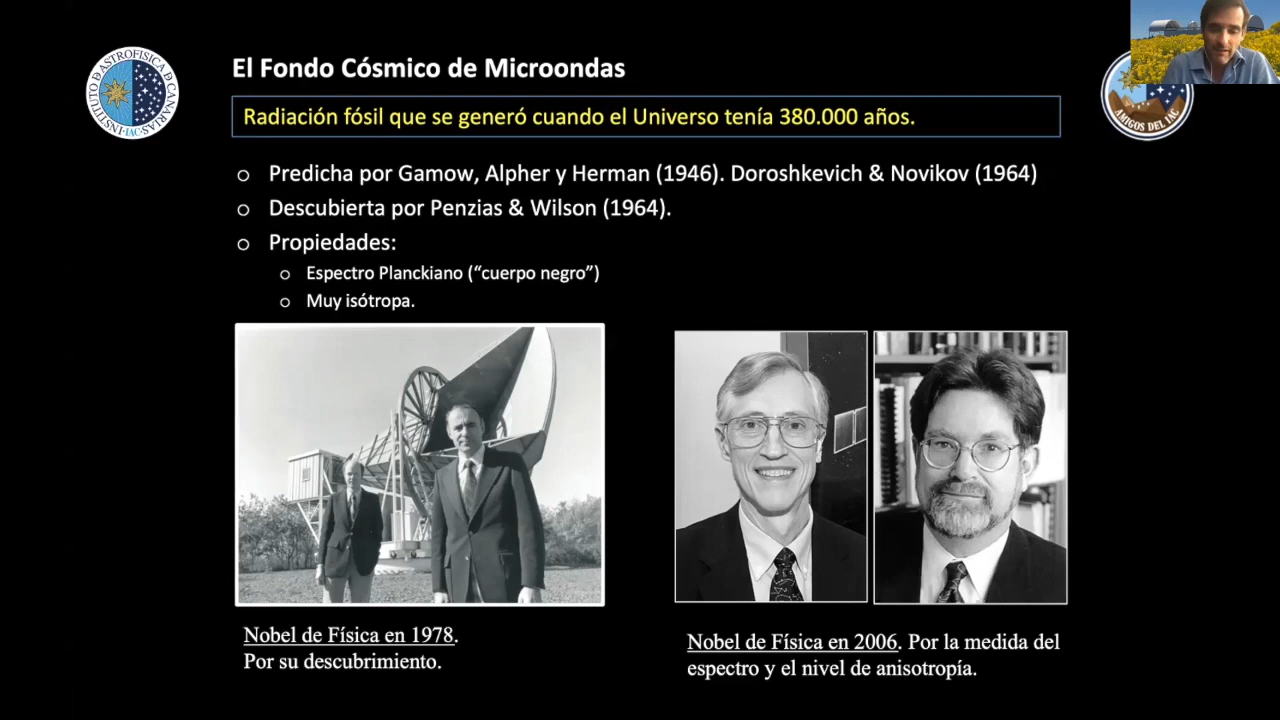 El Fondo Cósmico de Microondas
Radiación fósil que se generó cuando el Universo tenía 380.000 años.
INSTITUTO D ASTROFISICA D CANARIAS
·IAC·
AMIGOS DEL IAC
o Predicha por Gamow, Alpher y Herman (1946). Doroshkevich & Novikov (1964)
o Descubierta por Penzias & Wilson (1964).
o Propiedades:
o Espectro Planckiano (“cuerpo negro”)
o Muy isótropa.
Nobel de Física en 1978.
Por su descubrimiento.
Nobel de Física en 2006. Por la medida del
espectro y el nivel de anisotropía.